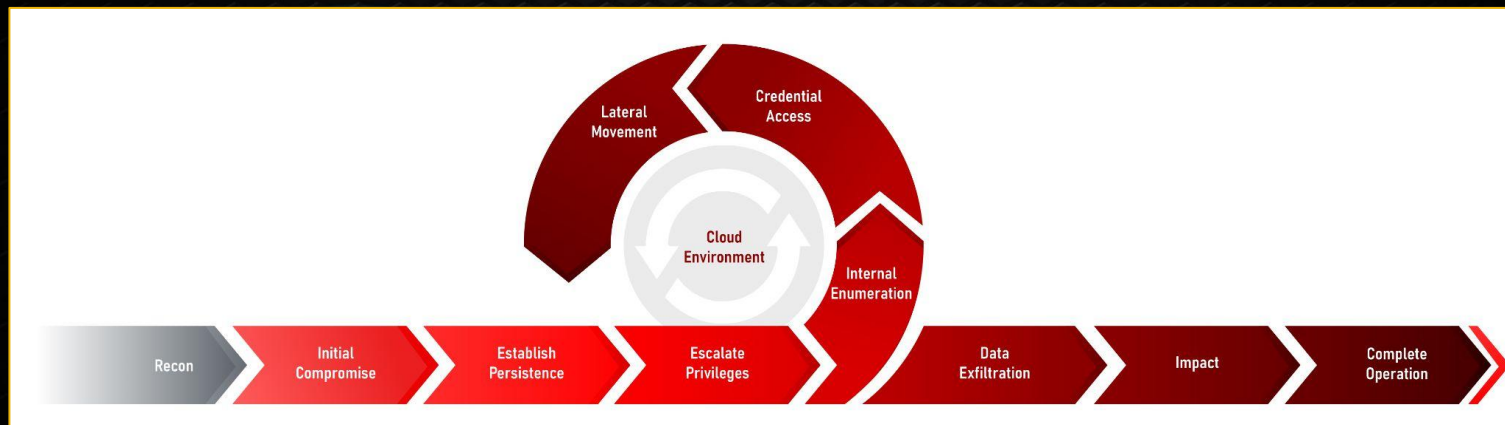 Lateral
Movement
Credential
Access
Cloud
Environment
Internal
Enumeration
Recon
Initial
Compromise
Establish
Persistence
Escalate
Privileges
Data
Exfiltration
Impact
Complete
Operation